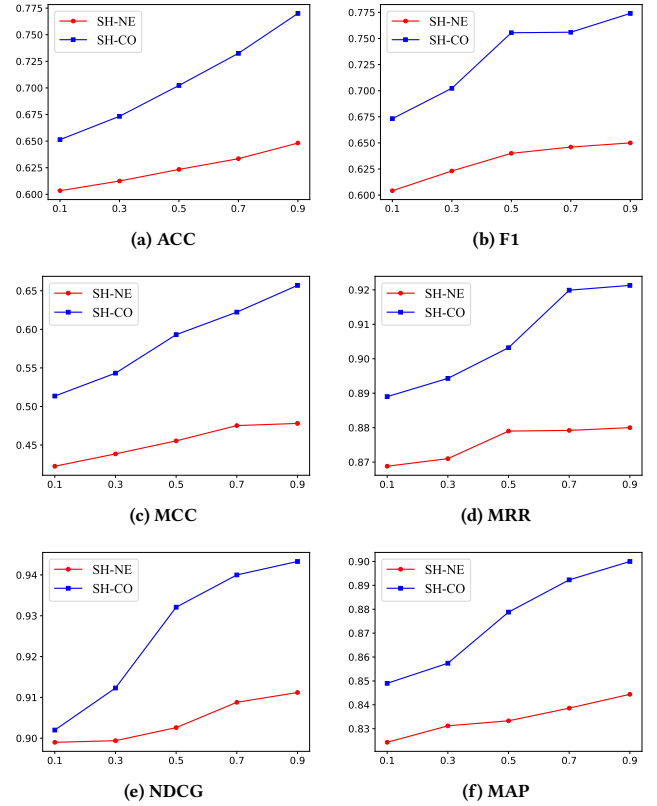 0.775
0.750
0.725
0.700
0.675
0.650
0.625
0.600
SH-NE
SH-CO
0.1 0.3 0.5 0.7 0.9
(a) ACC
0.775
0.750
0.725
0.700
0.675
0.650
0.625
0.600
SH-NE
SH-CO
0.1 0.3 0.5 0.7 0.9
(b) F1
0.65
0.60
0.55
0.50
0.45
SH-NE
SH-CO
0.1 0.3 0.5 0.7 0.9
(c) MCC
0.92
0.91
0.90
0.89
0.88
0.87
SH-NE
SH-CO
0.1 0.3 0.5 0.7 0.9
(d) MRR
0.94
0.93
0.92
0.91
0.90
SH-NE
SH-CO
0.1 0.3 0.5 0.7 0.9
(e) NDCG
0.90
0.89
0.88
0.87
0.86
0.85
0.84
0.83
SH-NE
SH-CO
0.1 0.3 0.5 0.7 0.9
(f) MAP